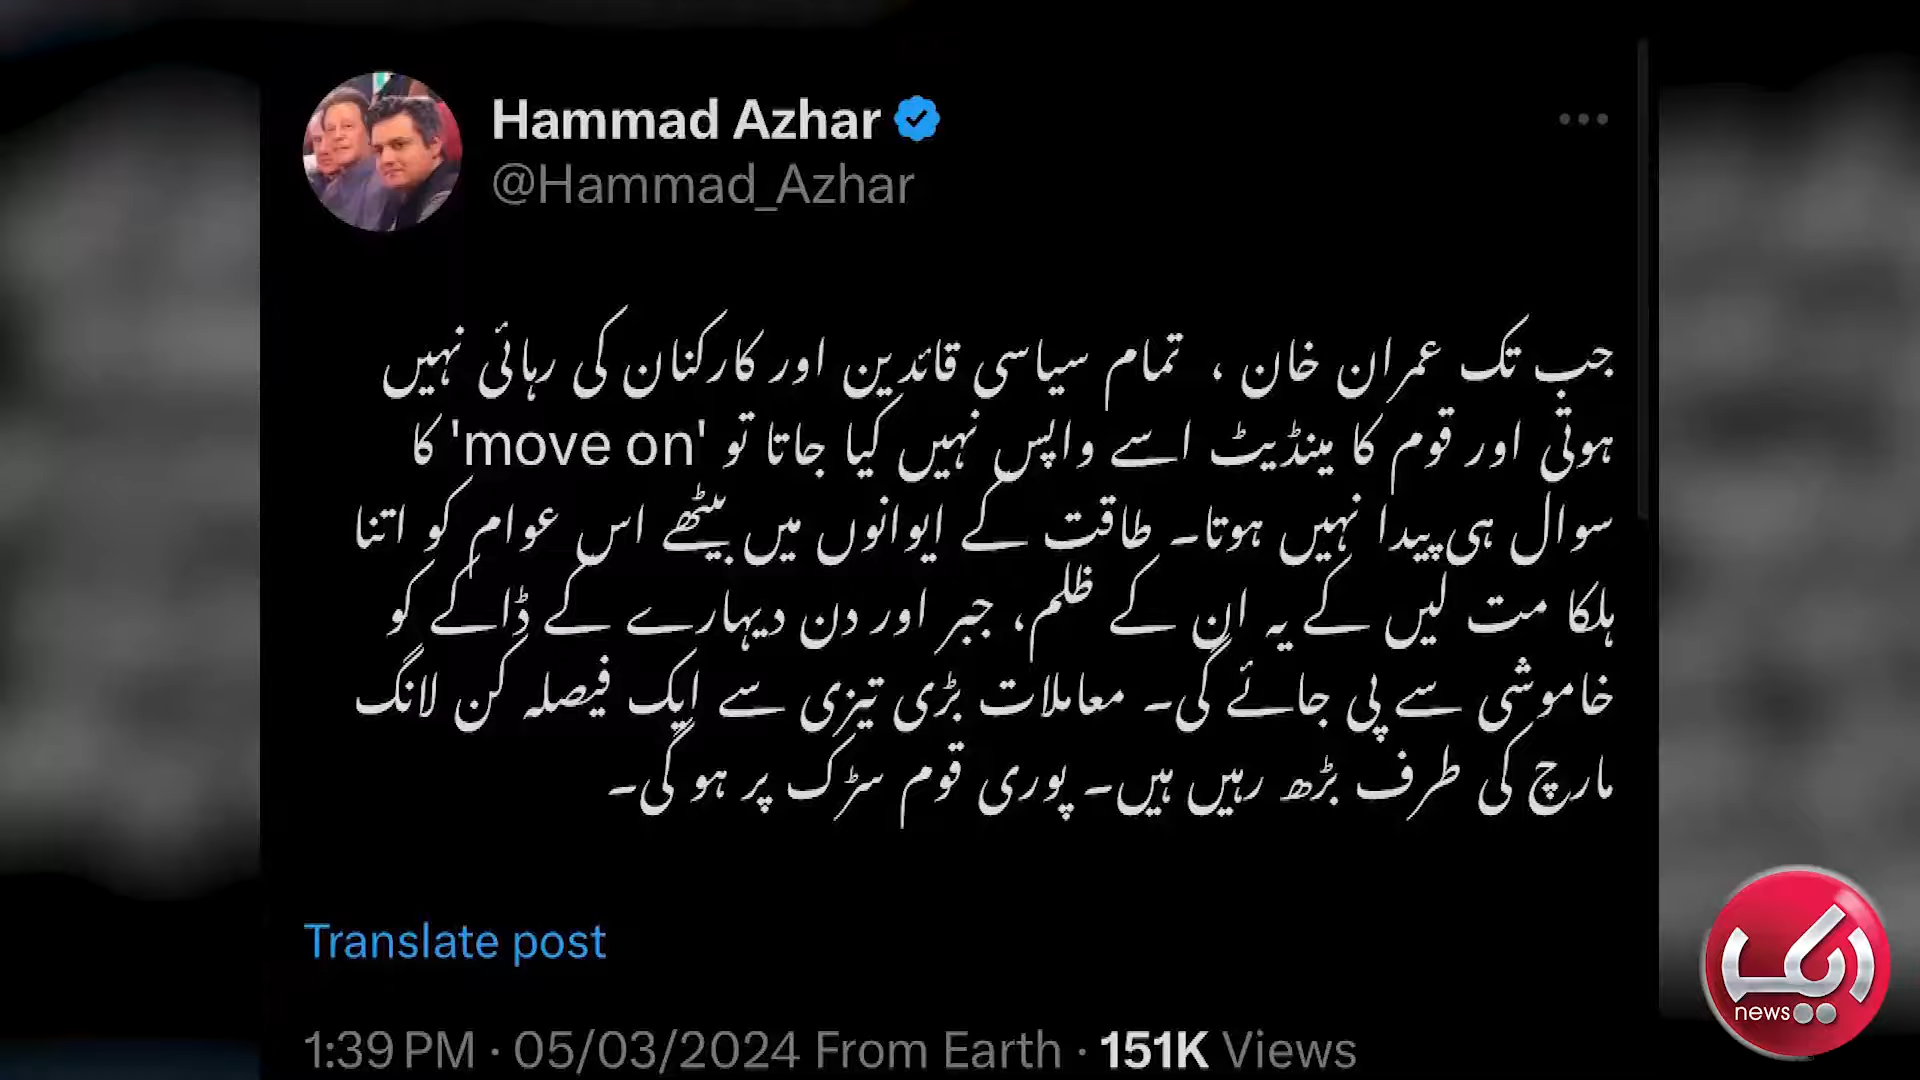 Hammad Azhar
@Hammad_Azhar
جب تک عمران خان ، تمام سیاسی قائدین اور کارکنان کی رہائی نہیں
ہوتی اور قوم کا مینڈیٹ اسے واپس نہیں کیا جاتا تو 'move on' کا
سوال ہی پیدا نہیں ہوتا۔ طاقت کے ایوانوں میں بیٹھے اس عوام کو اتنا
ہلکا مت لیں کے یہ ان کے ظلم، جبر اور دن دیہارے کے ڈاکے کو
خاموشی سے پی جائے گی۔ معاملات بڑی تیزی سے ایک فیصلہ کن لانگ
مارچ کی طرف بڑھ رہیں ہیں۔ پوری قوم سڑک پر ہو گی۔
Translate post
1:39 PM · 05/03/2024 From Earth · 151K Views
ایک
news